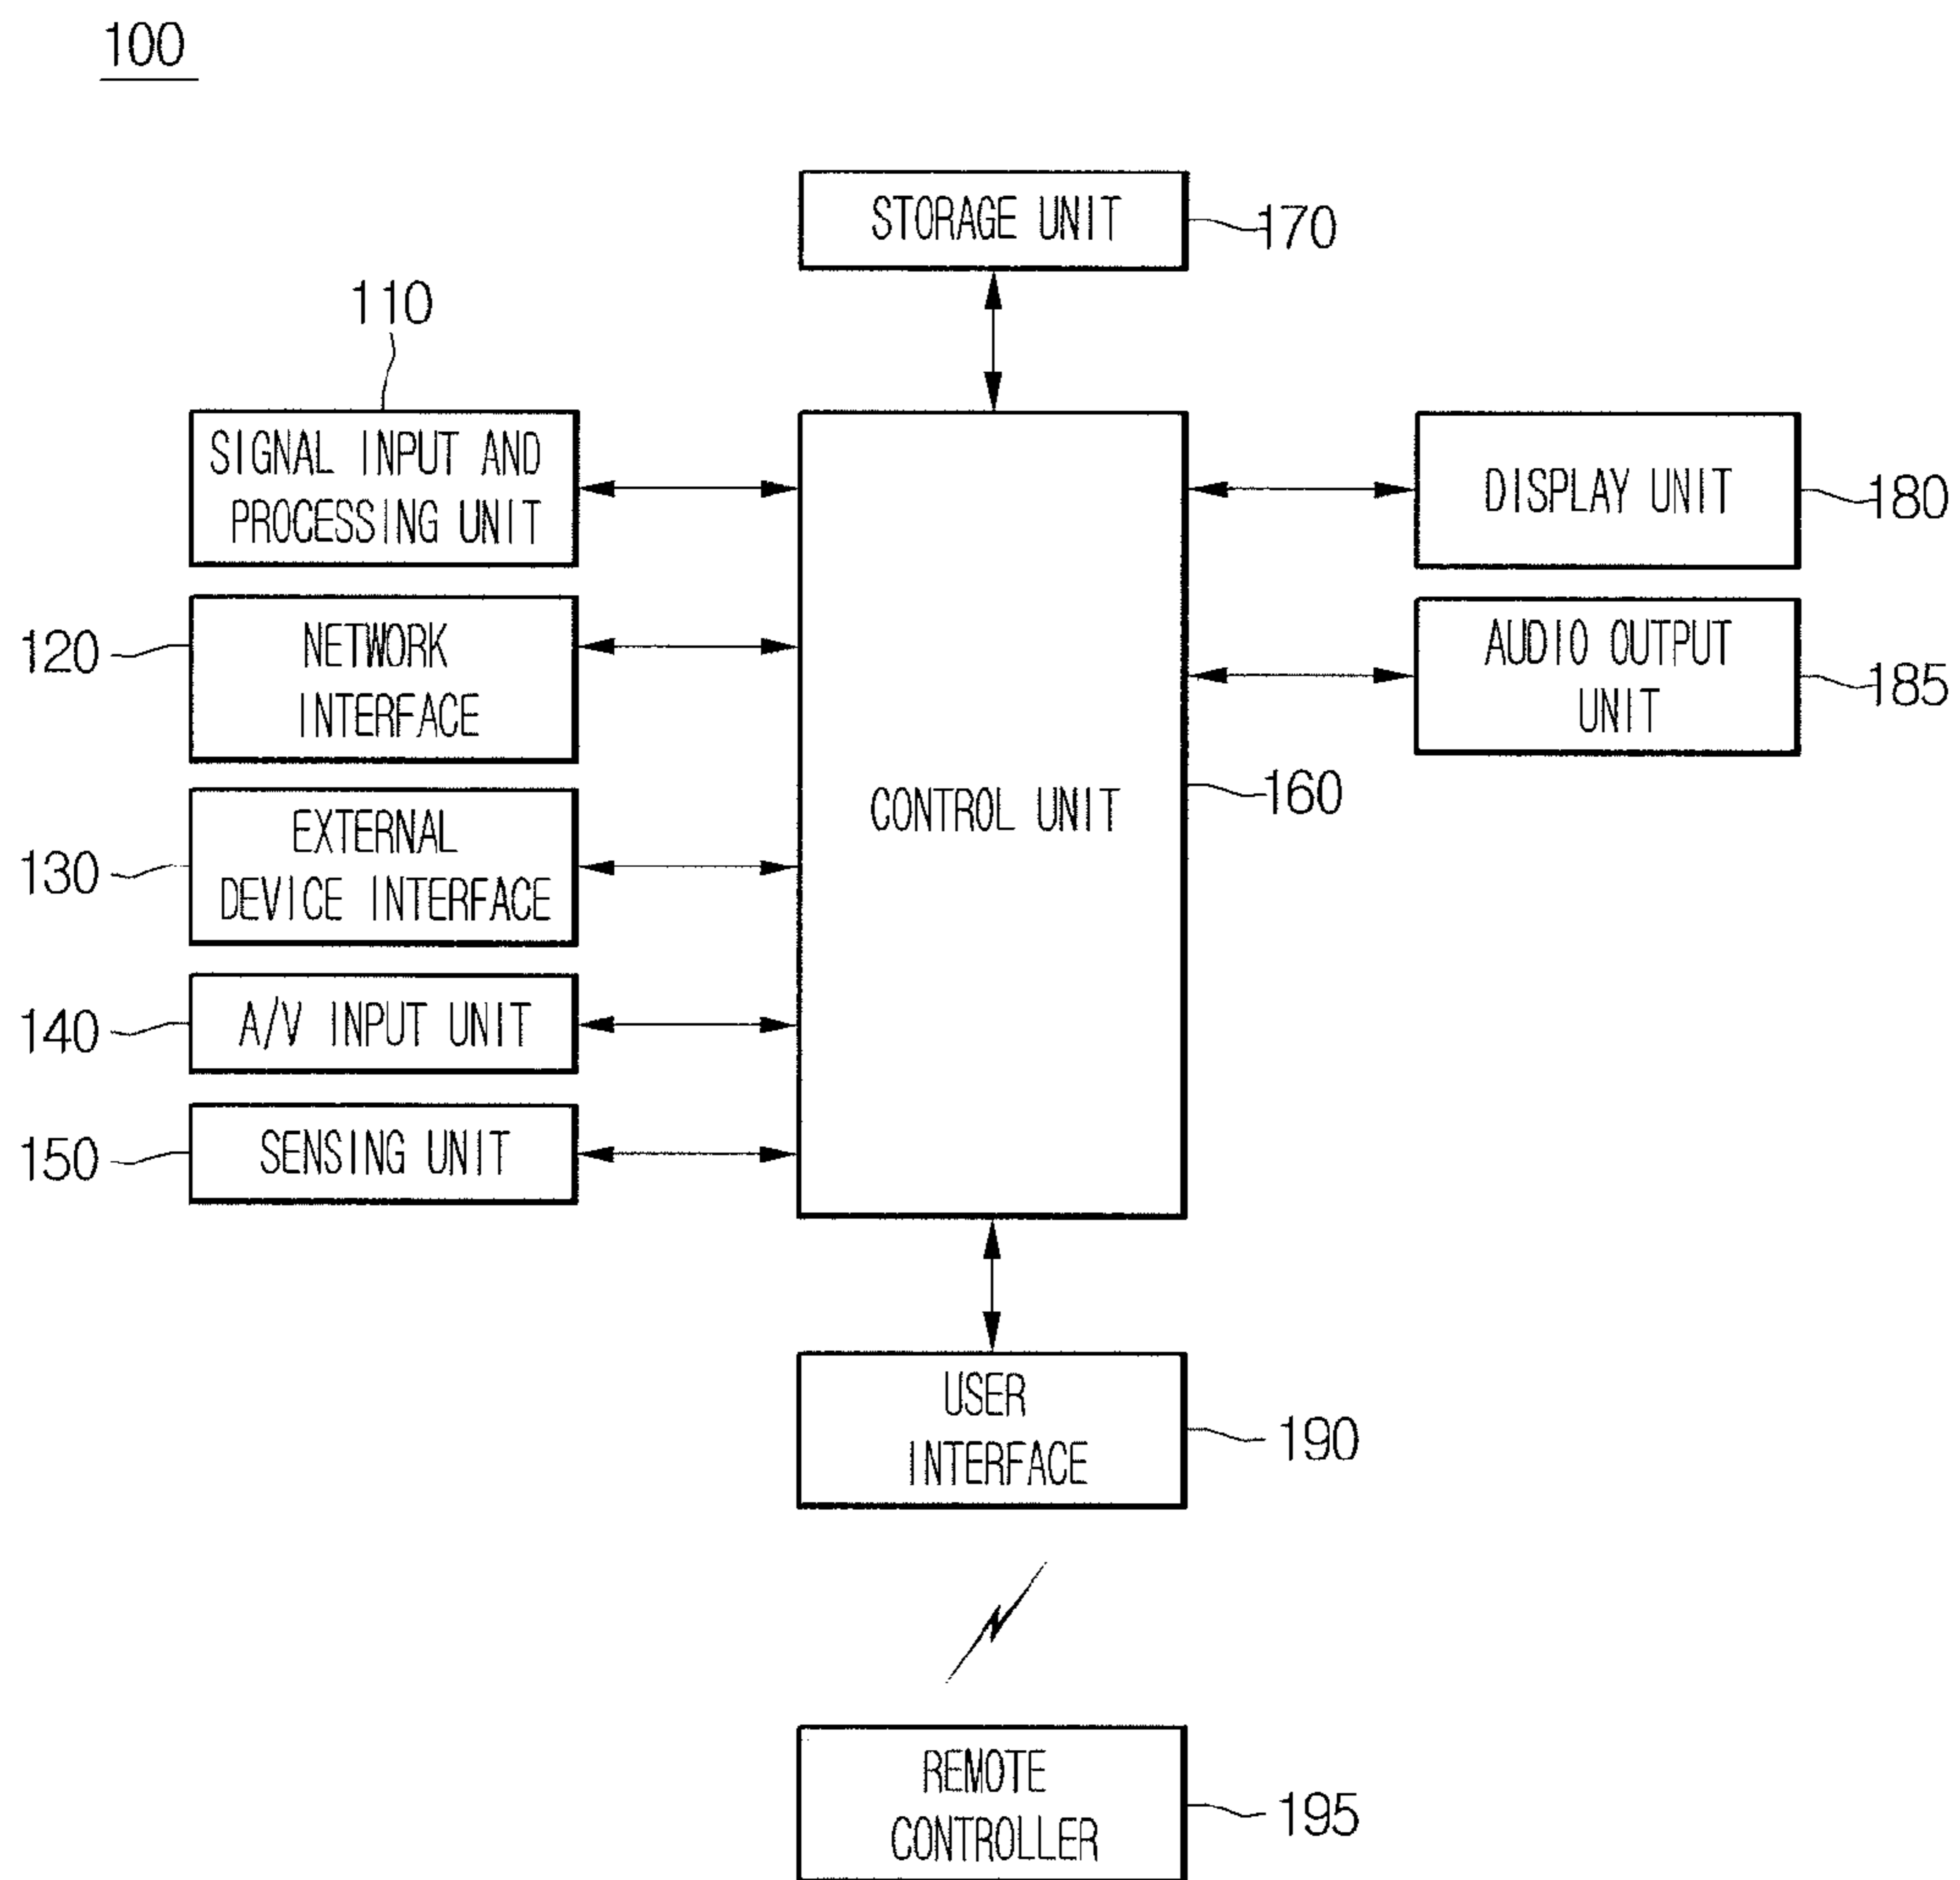 100
STORAGE UNIT
170
110
SIGNAL INPUT AND
PROCESSING UNIT
120
NETWORK
INTERFACE
130
EXTERNAL
DEVICE INTERFACE
140
A/V INPUT UNIT
150
SENSING UNIT
CONTROL UNIT
160
DISPLAY UNIT
180
AUDIO OUTPUT
UNIT
185
USER
INTERFACE
190
REMOTE
CONTROLLER
195